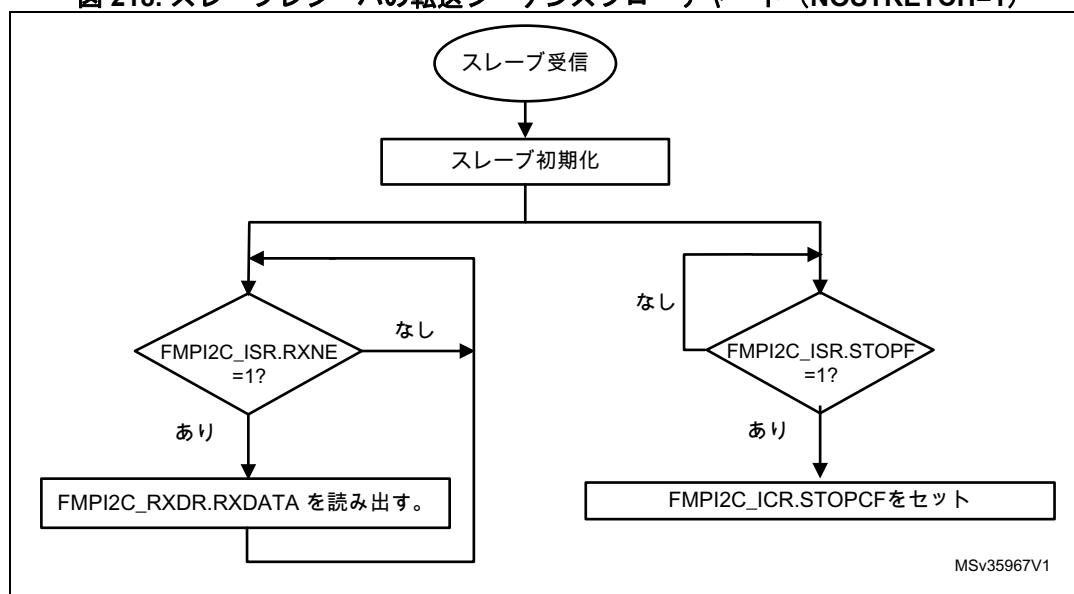 スレーブ受信
スレーブ初期化
FMPI2C_ISR.RXNE
=1?
なし
あり
FMPI2C_RXDR.RXDATA を読み出す。
なし
FMPI2C_ISR.STOPF
=1?
あり
FMPI2C_ICR.STOPCFをセット
MSv35967V1